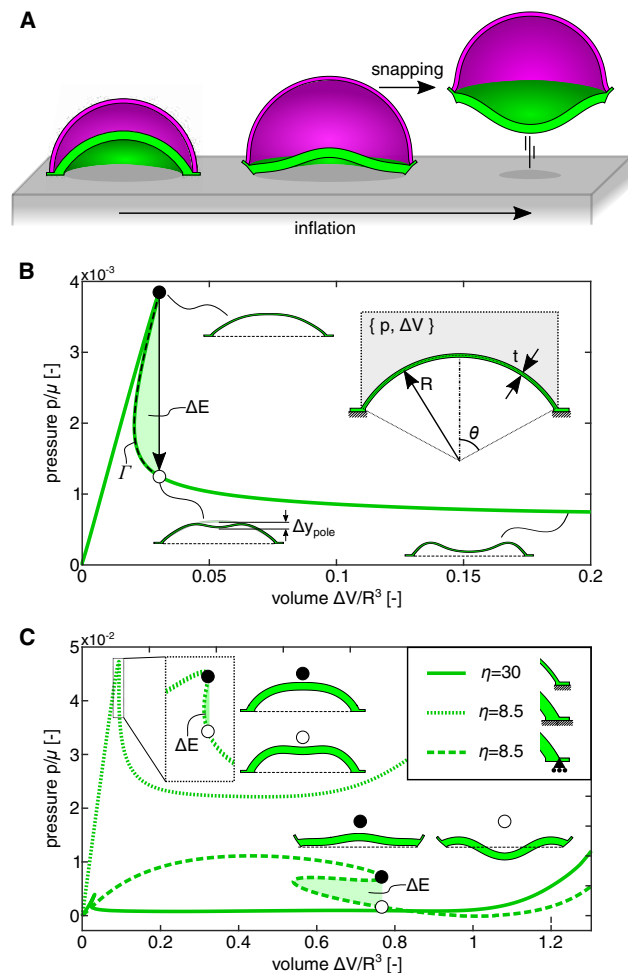 A
snapping
inflation
B
x10⁻³
4
3
2
1
0
pressure p/μ [-]
0
0.05
0.1
0.15
0.2
volume ΔV/R³ [-]
ΔE
Γ
Δy_pole
{ p, ΔV }
t
R
θ
C
x10⁻²
5
4
3
2
1
0
pressure p/μ [-]
0
0.2
0.4
0.6
0.8
1
1.2
volume ΔV/R³ [-]
ΔE
ΔE
η=30
η=8.5
η=8.5